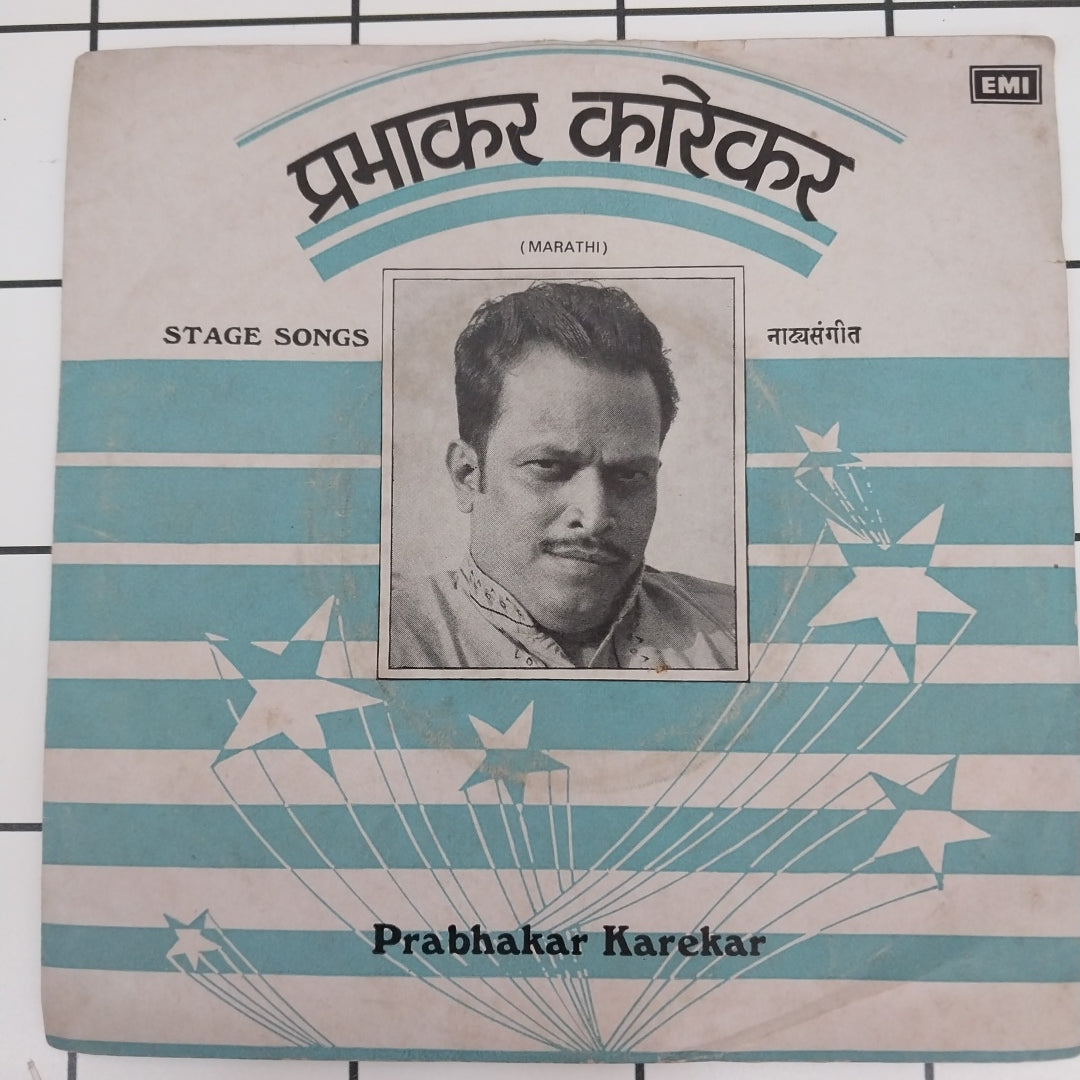 EMI
प्रभाकर कारेकर
(MARATHI)
STAGE SONGS
नाट्यसंगीत
Prabhakar Karekar